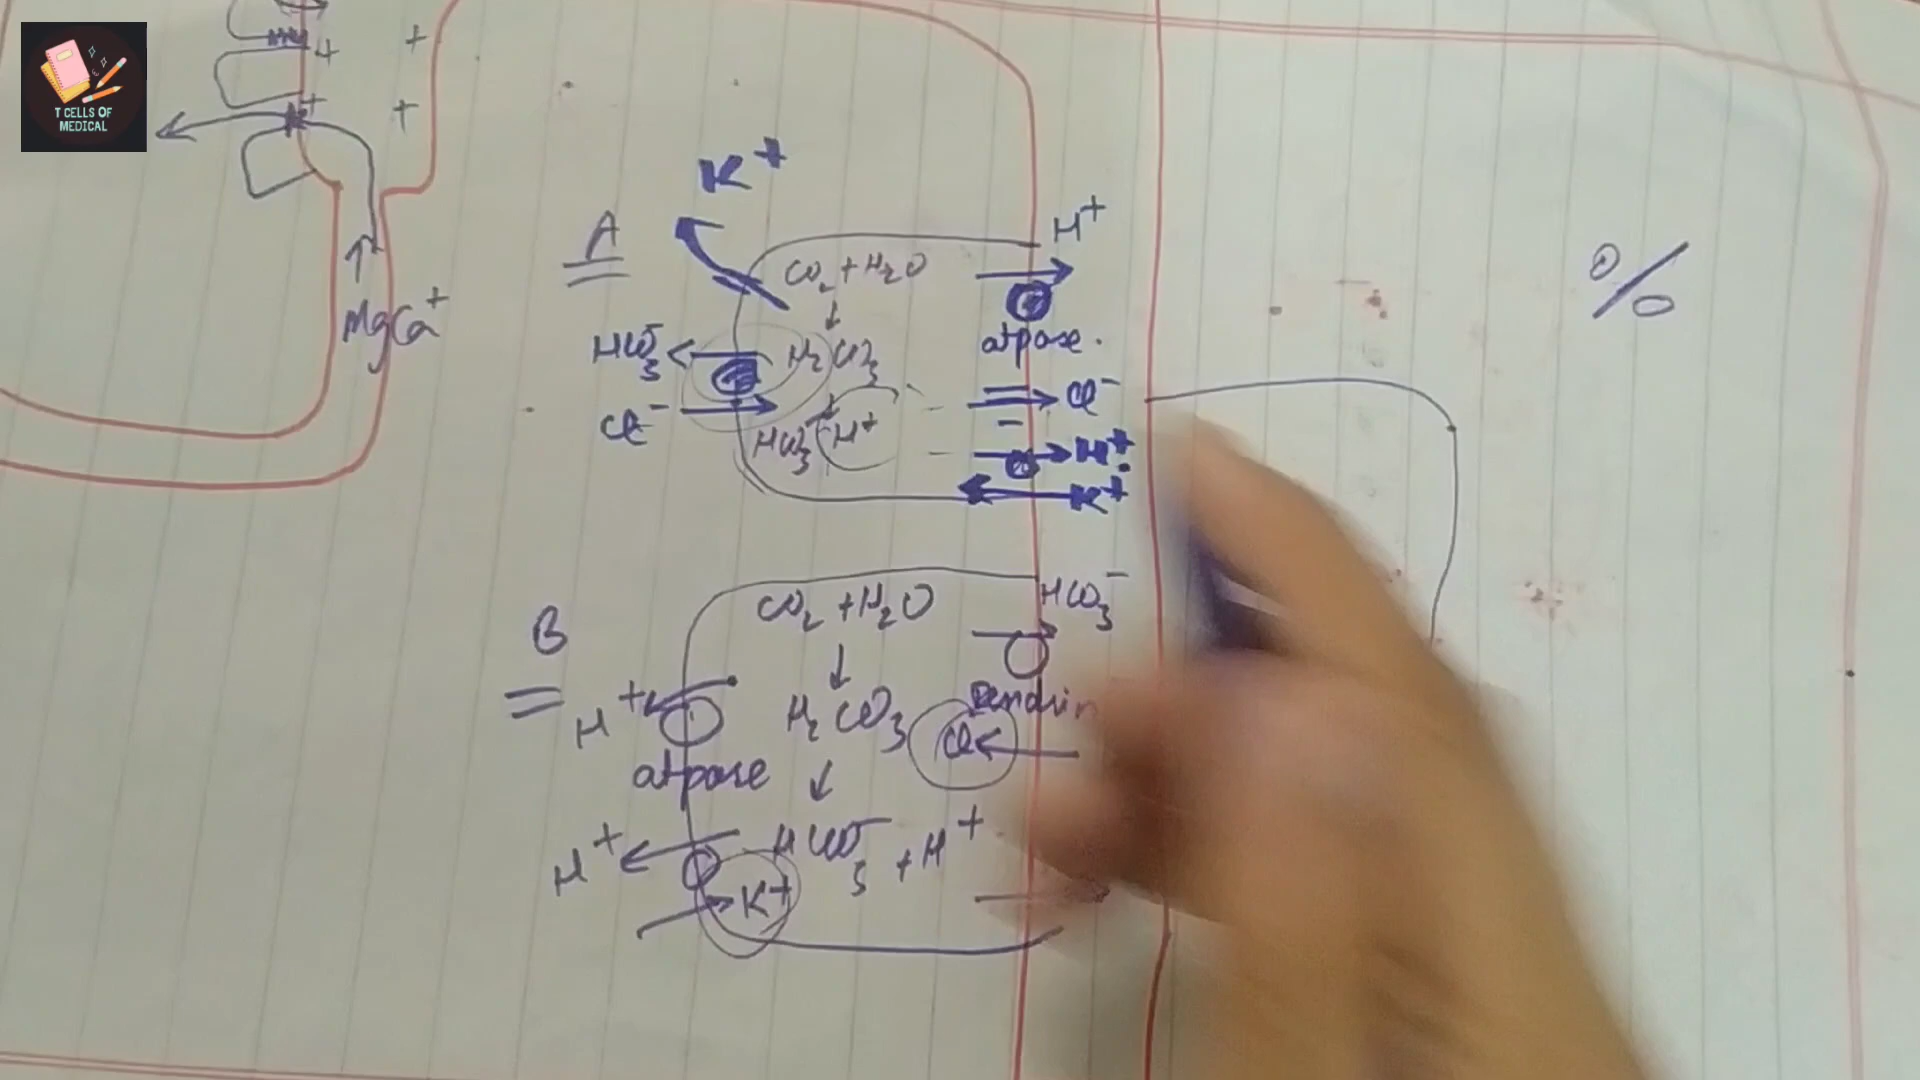 T CELLS OF
MEDICAL
+
+
+
+
MgCa+
K+
A
H+
CO2 + H2O
↓
atpase.
HCO3-
H2CO3
Cl-
Cl-
↓
HCO3- H+
H+
K+
B
CO2 + H2O
HCO3-
↓
H+
H2CO3
Pendrin
Cl
atpase
↓
H+
HCO3- + H+
K+
%